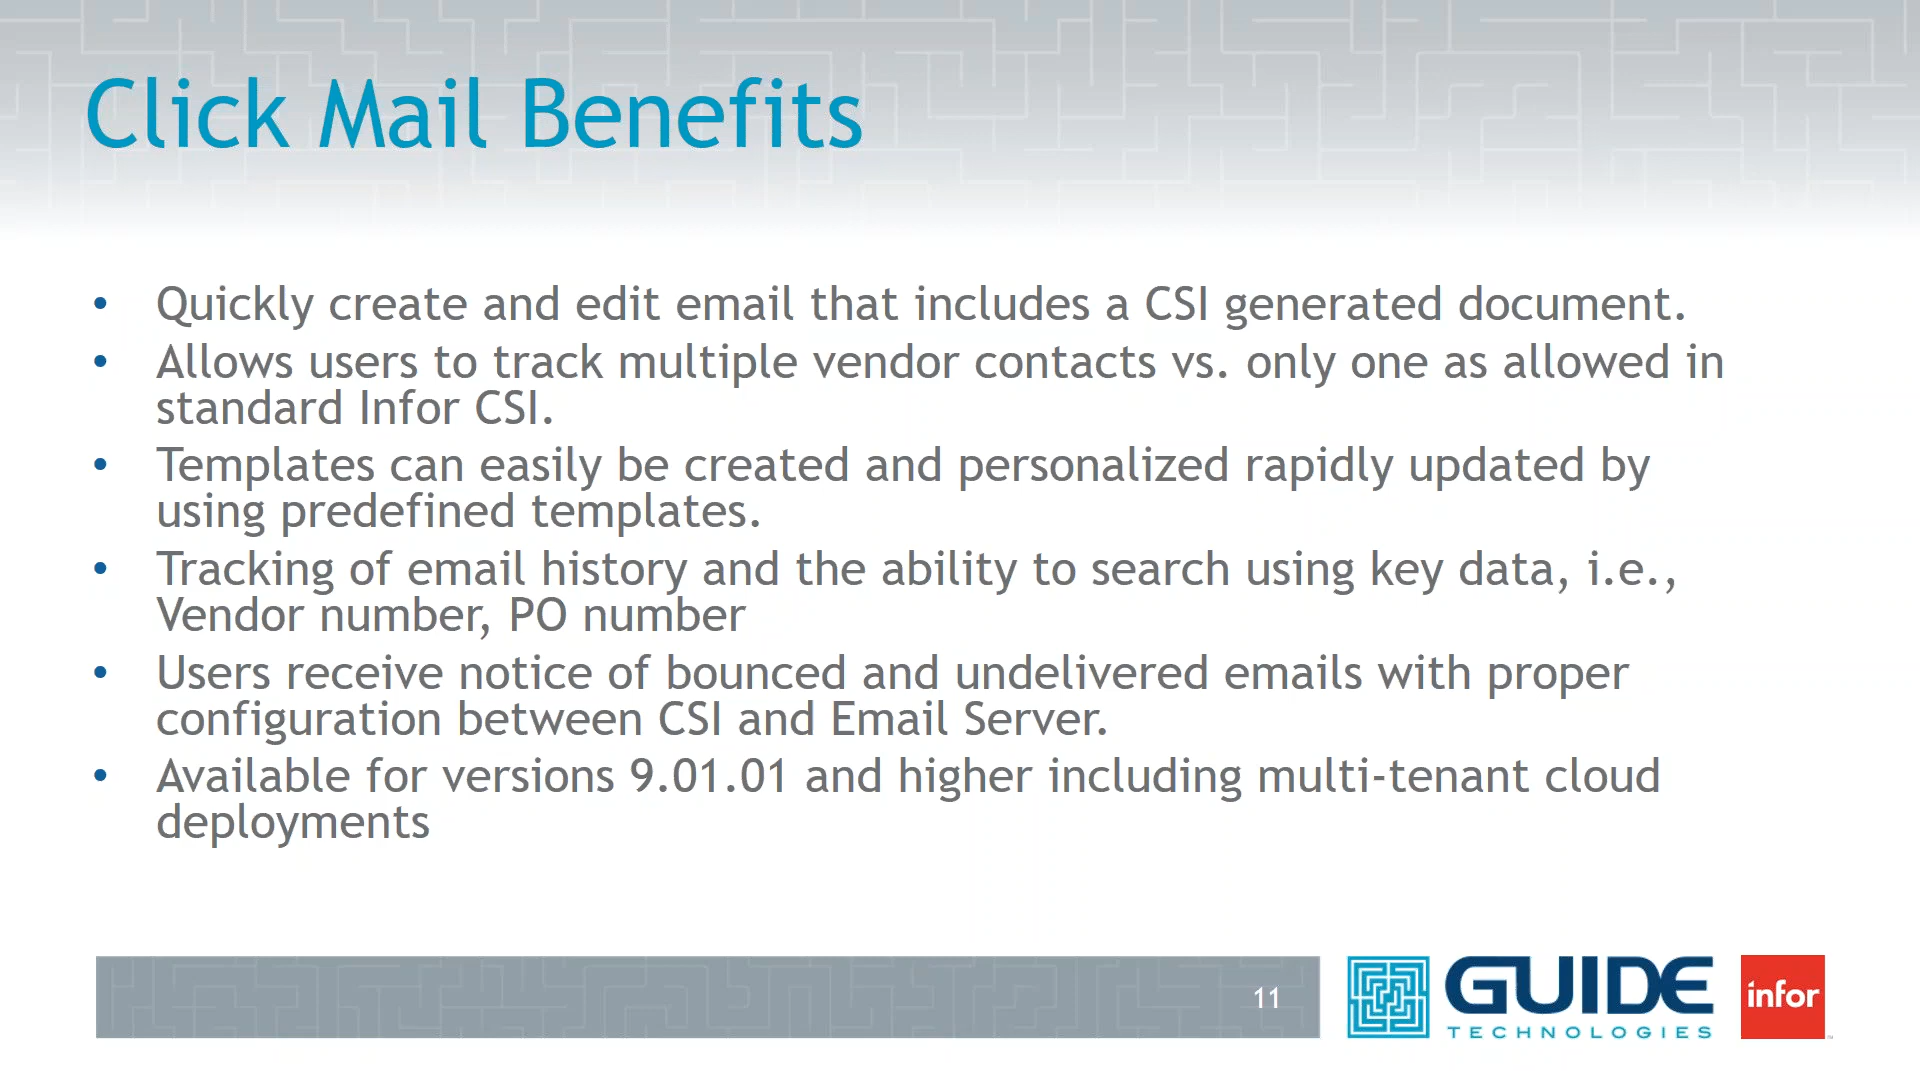 Click Mail Benefits
• Quickly create and edit email that includes a CSI generated document.
• Allows users to track multiple vendor contacts vs. only one as allowed in
standard Infor CSI.
• Templates can easily be created and personalized rapidly updated by
using predefined templates.
• Tracking of email history and the ability to search using key data, i.e.,
Vendor number, PO number
• Users receive notice of bounced and undelivered emails with proper
configuration between CSI and Email Server.
• Available for versions 9.01.01 and higher including multi-tenant cloud
deployments
11
GUIDE
TECHNOLOGIES
infor